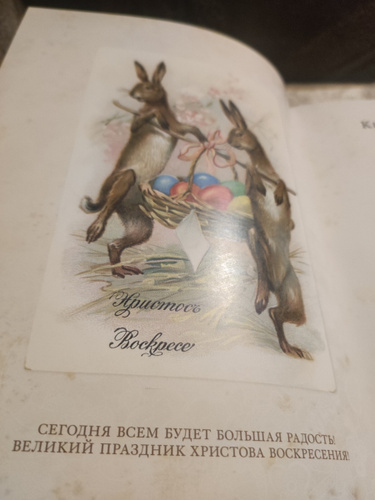 Христосъ
Воскресе
СЕГОДНЯ ВСЕМ БУДЕТ БОЛЬШАЯ РАДОСТЬ!
ВЕЛИКИЙ ПРАЗДНИК ХРИСТОВА ВОСКРЕСЕНИЯ!